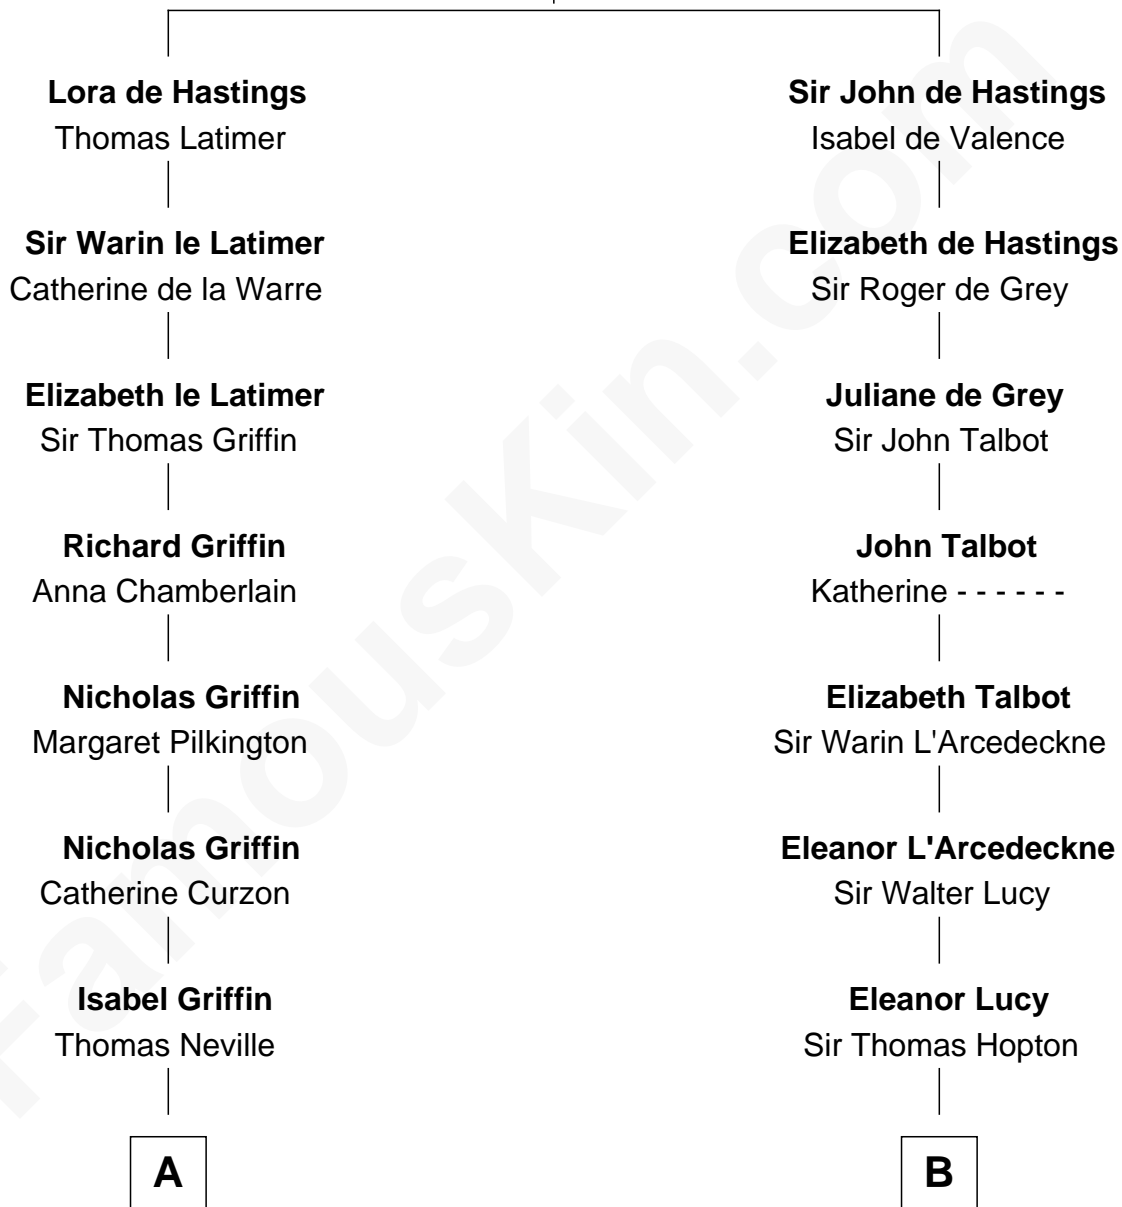 Lora de Hastings
Thomas Latimer
Sir Warin le Latimer
Catherine de la Warre
Elizabeth le Latimer
Sir Thomas Griffin
Richard Griffin
Anna Chamberlain
Nicholas Griffin
Margaret Pilkington
Nicholas Griffin
Catherine Curzon
Isabel Griffin
Thomas Neville
A
Sir John de Hastings
Isabel de Valence
Elizabeth de Hastings
Sir Roger de Grey
Juliane de Grey
Sir John Talbot
John Talbot
Katherine - - - - - -
Elizabeth Talbot
Sir Warin L'Arcedeckne
Eleanor L'Arcedeckne
Sir Walter Lucy
Eleanor Lucy
Sir Thomas Hopton
B
FamousKin.com